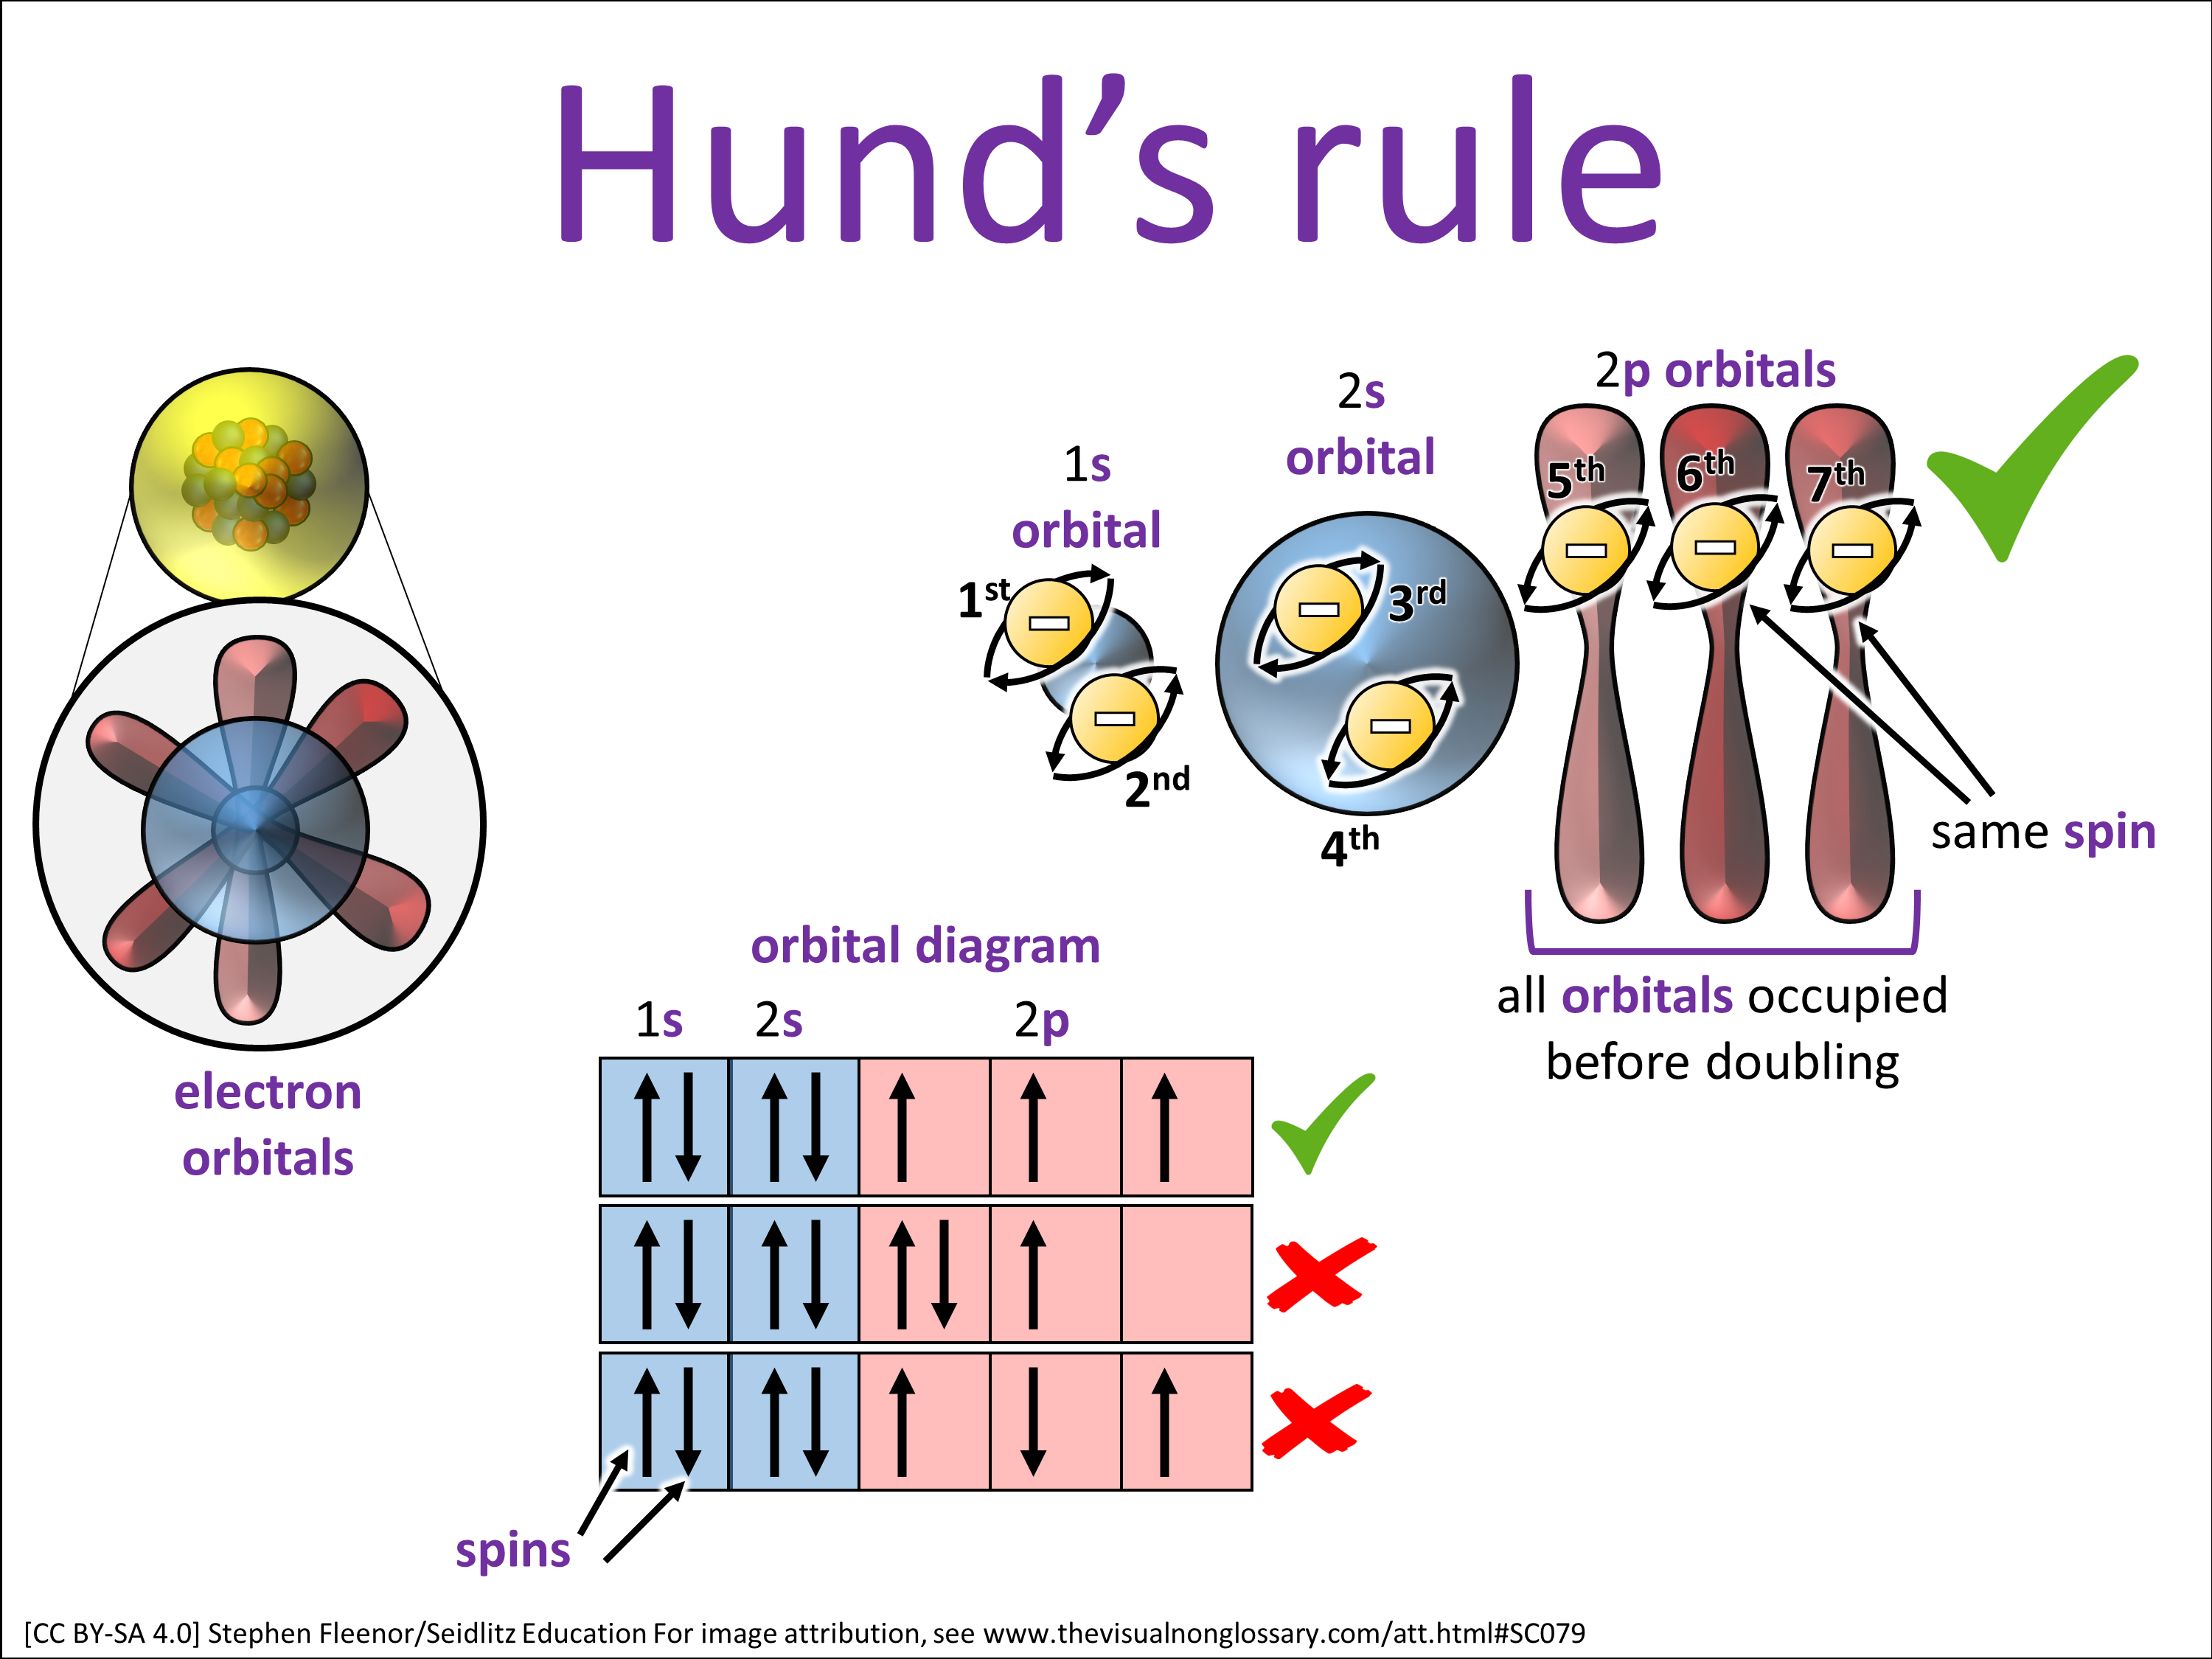 Hund’s rule
1s
orbital
2s
orbital
2p orbitals
1st
2nd
3rd
4th
5th
6th
7th
same spin
all orbitals occupied
before doubling
electron
orbitals
orbital diagram
1s 2s 2p
spins
[CC BY-SA 4.0] Stephen Fleenor/Seidlitz Education For image attribution, see www.thevisualnonglossary.com/att.html#SC079